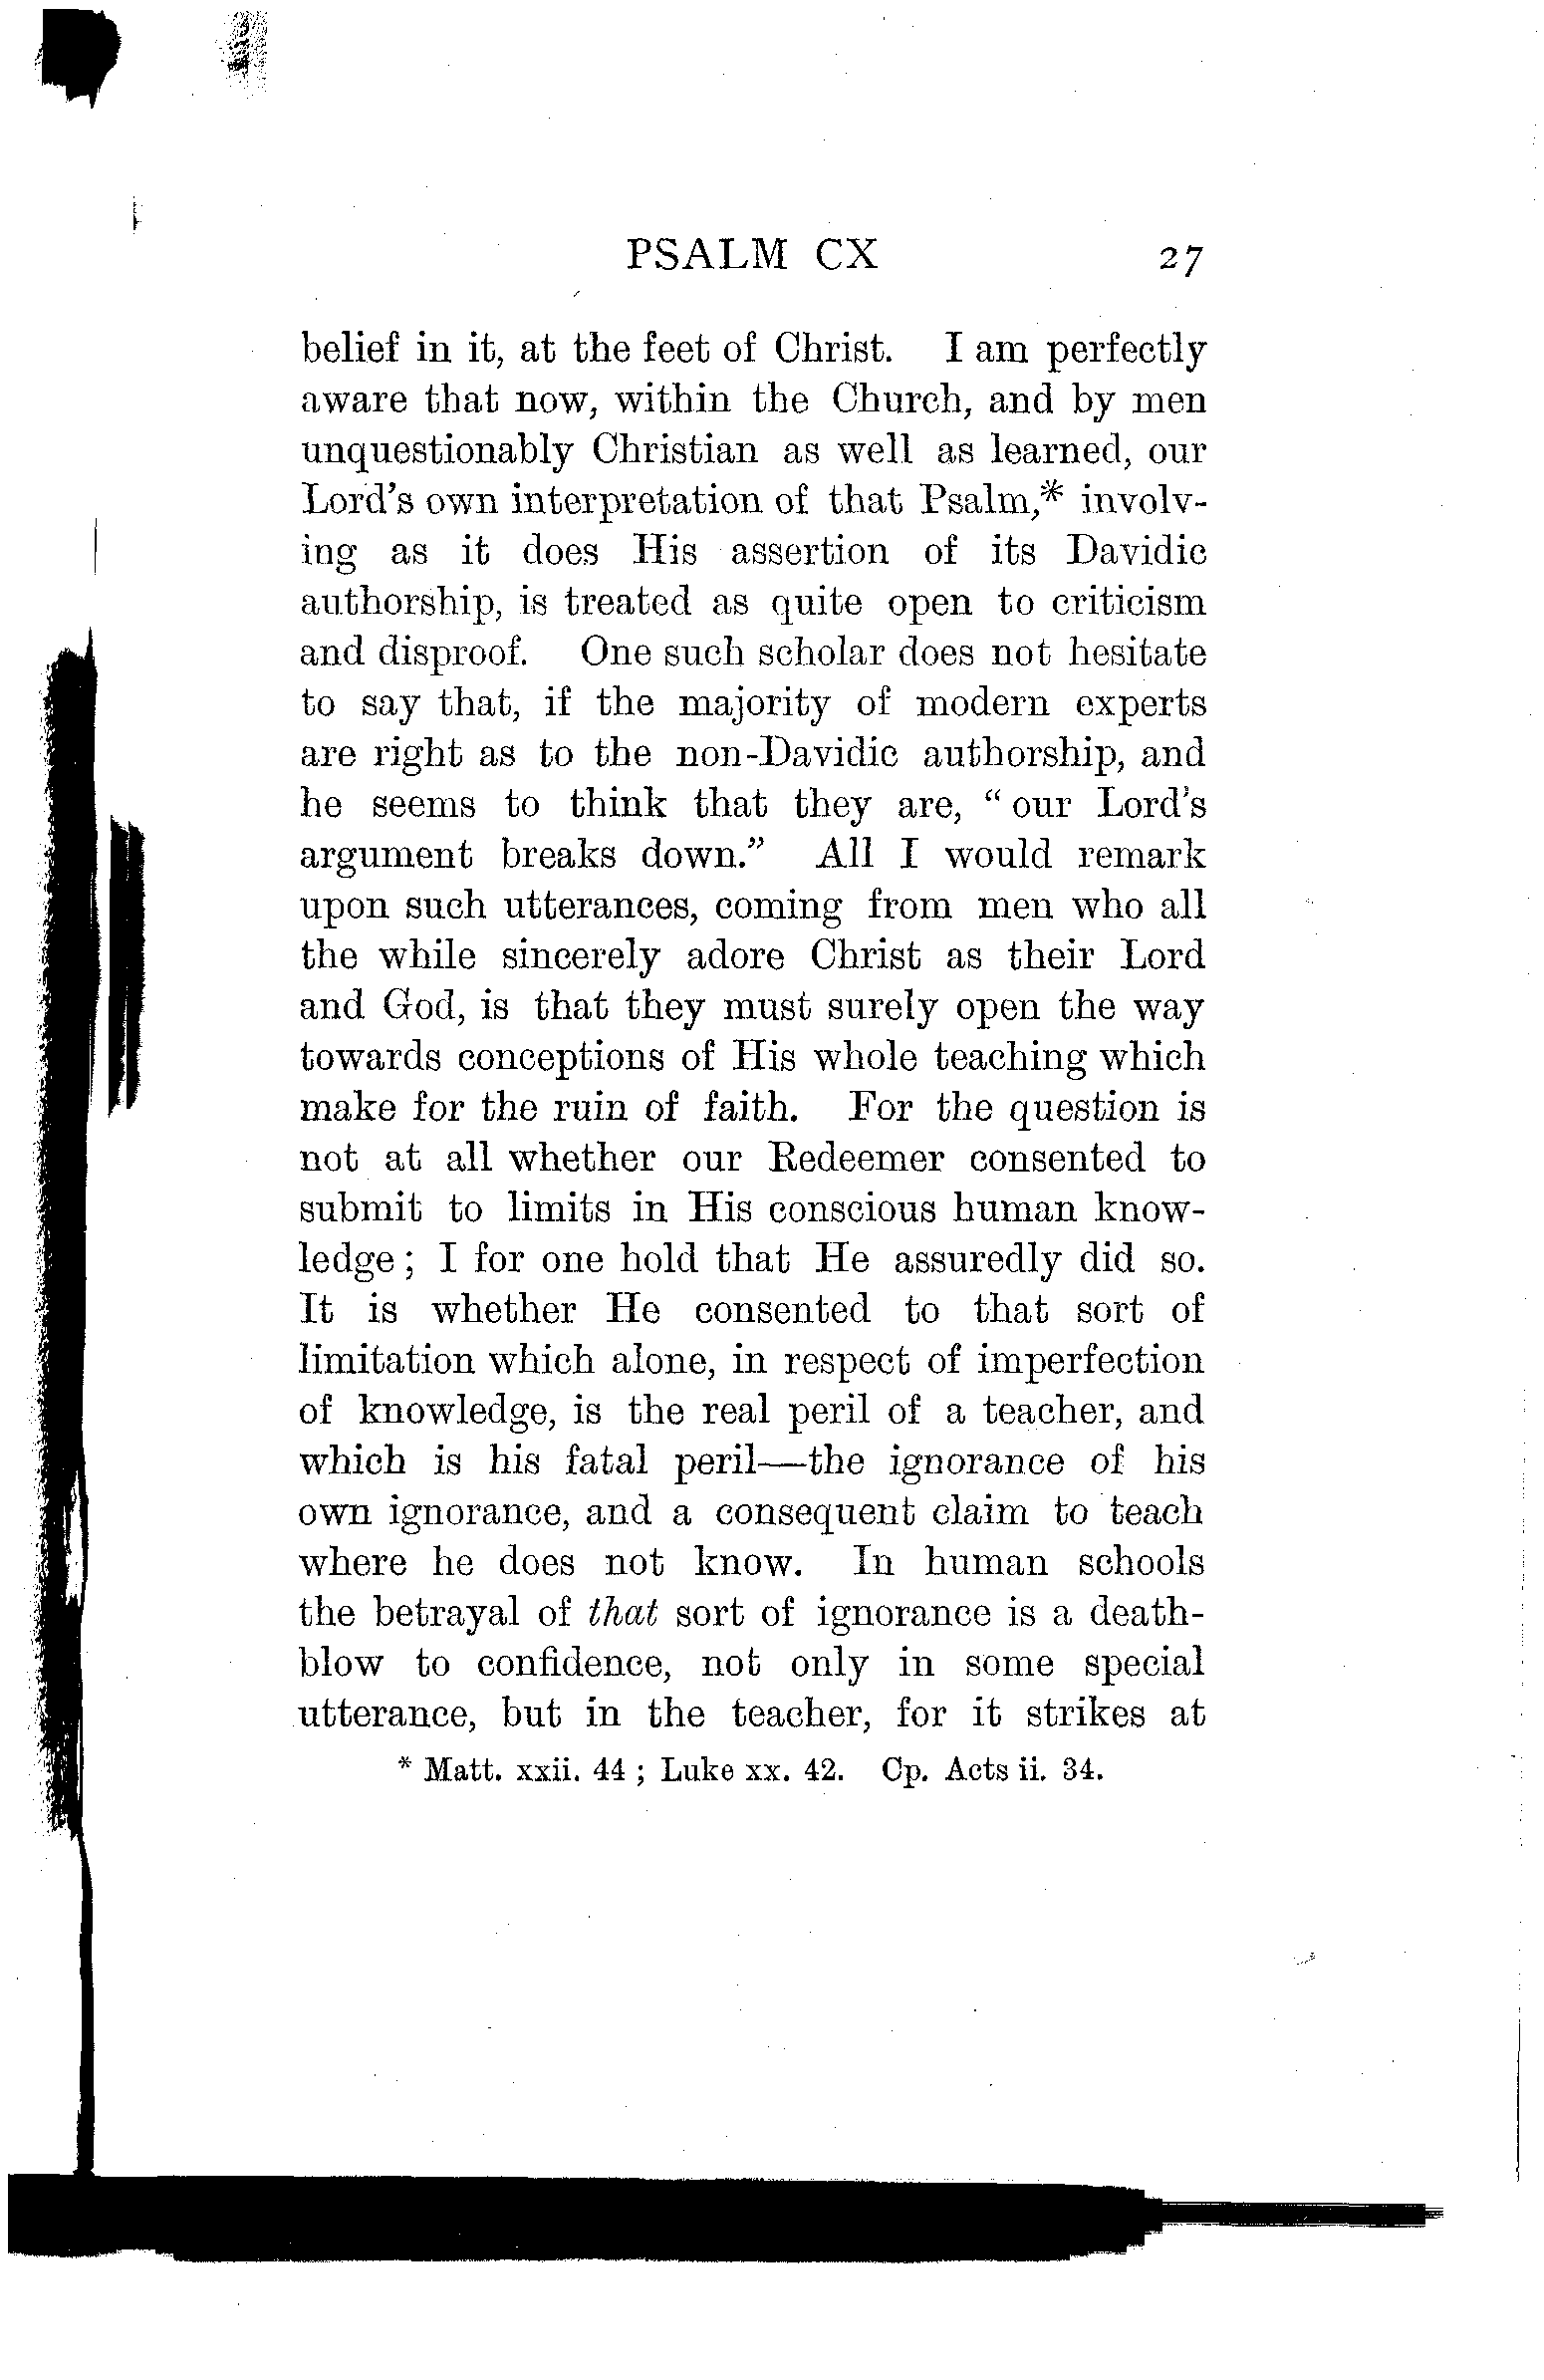 PSALM CX 27
belief in it, at the feet of Christ. I am perfectly
aware that now, within the Church, and by men
unquestionably Christian as well as learned, our
Lord's own interpretation of that Psalm,* involv-
ing as it does His assertion of its Davidic
authorship, is treated as quite open to criticism
and disproof. One such scholar does not hesitate
to say that, if the majority of modern experts
are right as to the non-Davidic authorship, and
he seems to think that they are, "our Lord's
argument breaks down." All I would remark
upon such utterances, coming from men who all
the while sincerely adore Christ as their Lord
and God, is that they must surely open the way
towards conceptions of His whole teaching which
make for the ruin of faith. For the question is
not at all whether our Redeemer consented to
submit to limits in His conscious human know-
ledge; I for one hold that He assuredly did so.
It is whether He consented to that sort of
limitation which alone, in respect of imperfection
of knowledge, is the real peril of a teacher, and
which is his fatal peril—the ignorance of his
own ignorance, and a consequent claim to teach
where he does not know. In human schools
the betrayal of that sort of ignorance is a death-
blow to confidence, not only in some special
utterance, but in the teacher, for it strikes at
* Matt. xxii. 44; Luke xx. 42. Cp. Acts ii. 34.